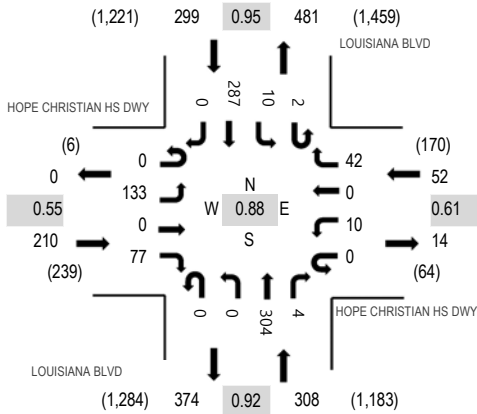 (1,221) 299 0.95 481 (1,459)
LOUISIANA BLVD
HOPE CHRISTIAN HS DWY
0 287 10 2
(6) 0 42 (170)
0 133 N 0 52
0.55 0 W 0.88 E 10 0.61
210 77 S 0 14
(239) (64)
0 0 304 4
HOPE CHRISTIAN HS DWY
LOUISIANA BLVD
(1,284) 374 0.92 308 (1,183)